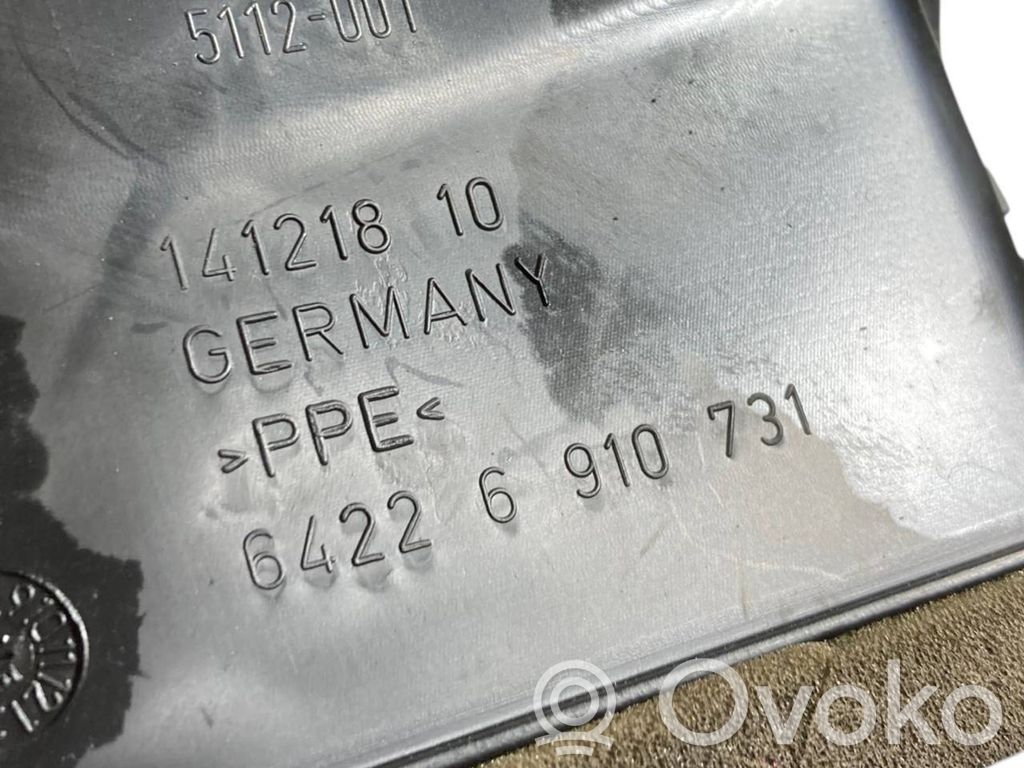 5112-001
141218 10
GERMANY
>PPE<
6422 6 910 731
Ovoko